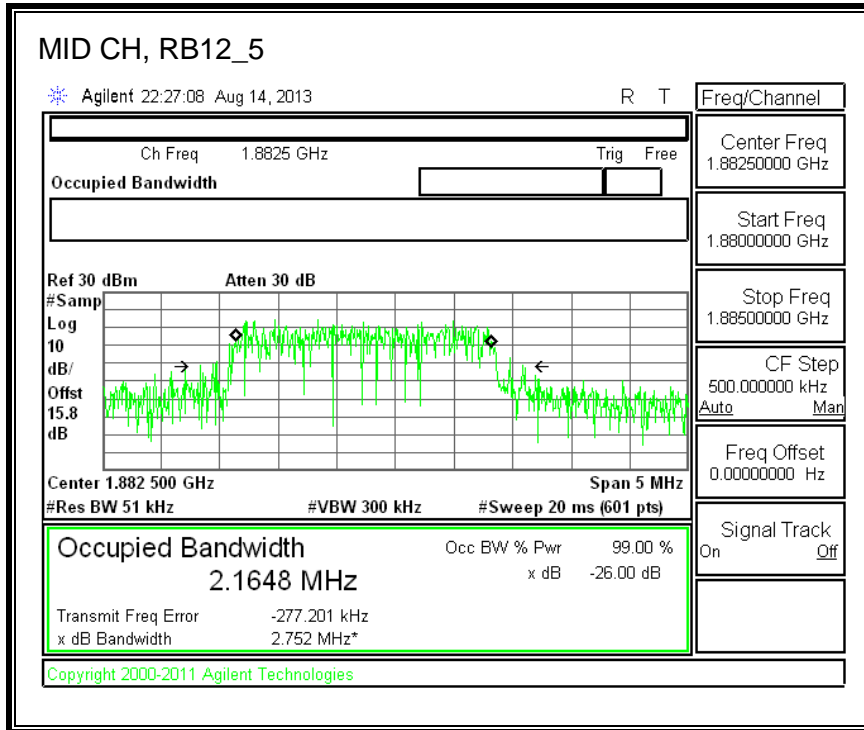 MID CH, RB12_5
Agilent 22:27:08 Aug 14, 2013 R T
Freq/Channel
Ch Freq 1.8825 GHz Trig Free
Occupied Bandwidth
Center Freq
1.88250000 GHz
Start Freq
1.88000000 GHz
Stop Freq
1.88500000 GHz
CF Step
500.000000 kHz
Auto Man
Freq Offset
0.00000000 Hz
Signal Track
On Off
Ref 30 dBm Atten 30 dB
#Samp
Log
10
dB/
Offst
15.8
dB
Center 1.882 500 GHz Span 5 MHz
#Res BW 51 kHz #VBW 300 kHz #Sweep 20 ms (601 pts)
Occupied Bandwidth Occ BW % Pwr 99.00 %
2.1648 MHz x dB -26.00 dB
Transmit Freq Error -277.201 kHz
x dB Bandwidth 2.752 MHz*
Copyright 2000-2011 Agilent Technologies